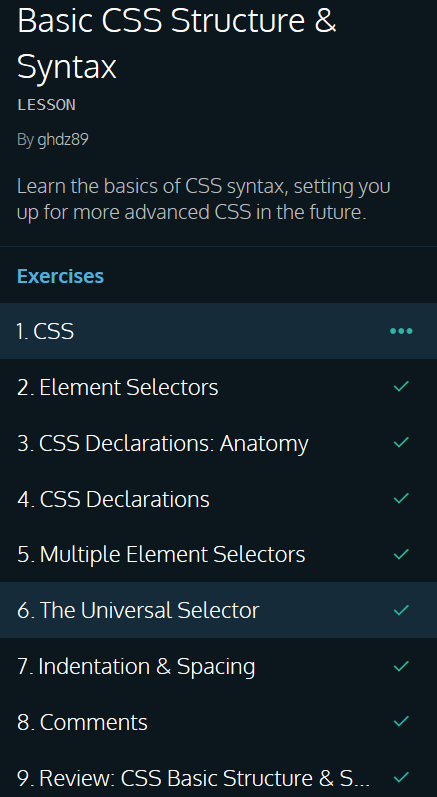 Basic CSS Structure &
Syntax
LESSON
By ghdz89
Learn the basics of CSS syntax, setting you
up for more advanced CSS in the future.
Exercises
1. CSS
2. Element Selectors
3. CSS Declarations: Anatomy
4. CSS Declarations
5. Multiple Element Selectors
6. The Universal Selector
7. Indentation & Spacing
8. Comments
9. Review: CSS Basic Structure & S...